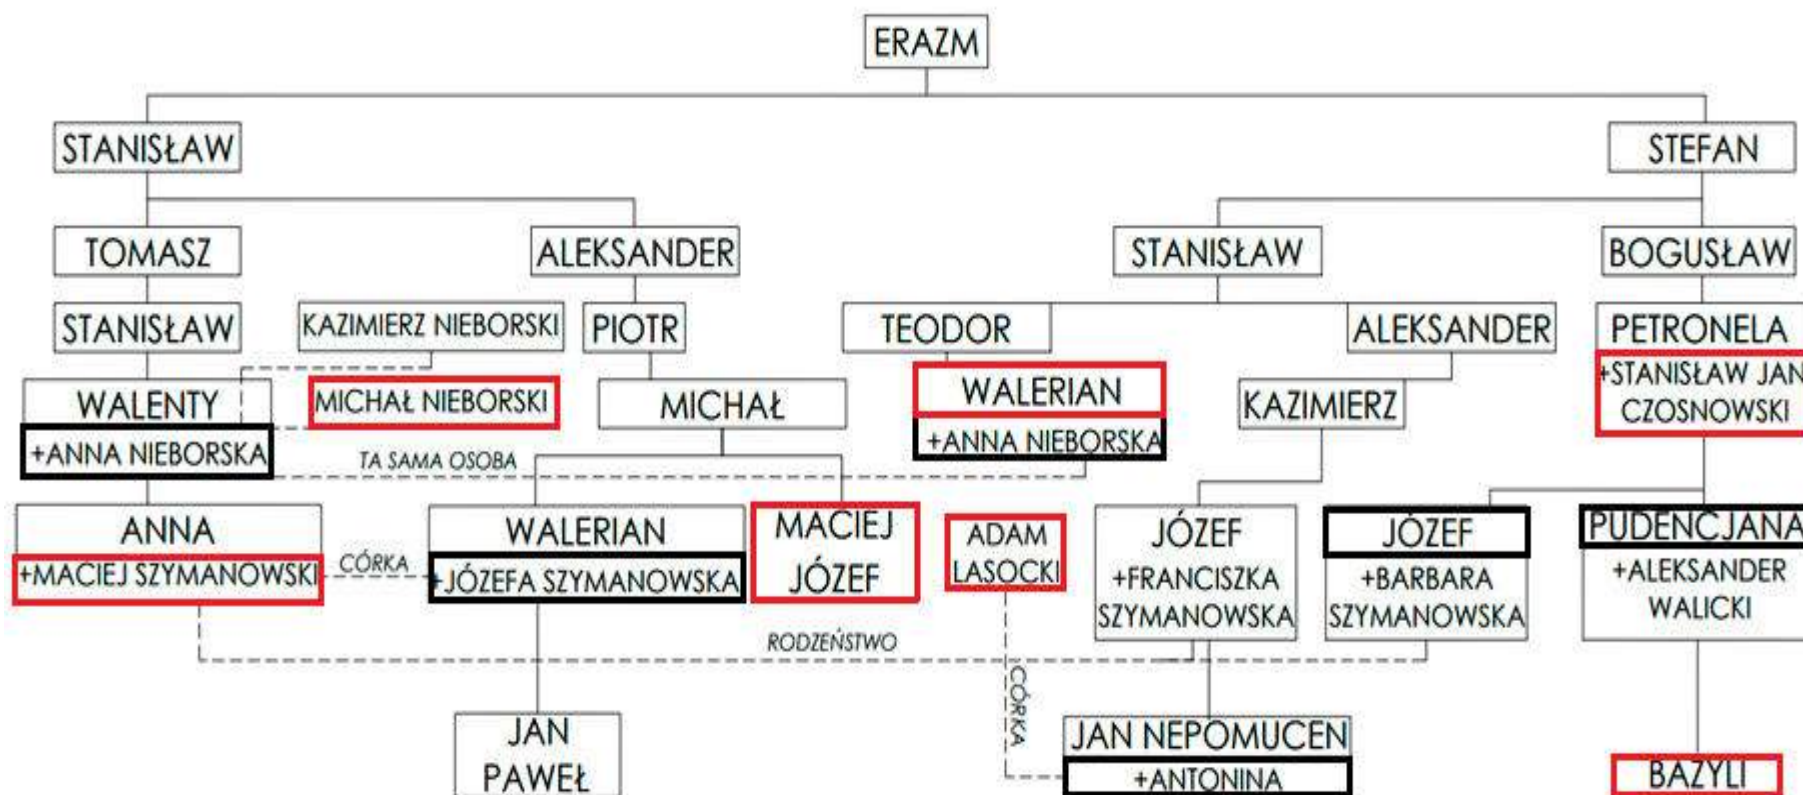 ERAZM
STANISŁAW
STEFAN
TOMASZ
ALEKSANDER
STANISŁAW
BOGUSŁAW
STANISŁAW
KAZIMIERZ NIEBORSKI
PIOTR
TEODOR
ALEKSANDER
PETRONELA
+STANISŁAW JAN
CZOSNOWSKI
WALENTY
+ANNA NIEBORSKA
MICHAŁ NIEBORSKI
MICHAŁ
WALERIAN
+ANNA NIEBORSKA
KAZIMIERZ
TA SAMA OSOBA
ANNA
+MACIEJ SZYMANOWSKI
CÓRKA
WALERIAN
+JÓZEFA SZYMANOWSKA
MACIEJ
JÓZEF
ADAM
LASOCKI
JÓZEF
+FRANCISZKA
SZYMANOWSKA
JÓZEF
+BARBARA
SZYMANOWSKA
PUDENCJANA
+ALEKSANDER
WALICKI
RODZEŃSTWO
CÓRKA
JAN
PAWEŁ
JAN NEPOMUCEN
+ANTONINA
BAZYLI